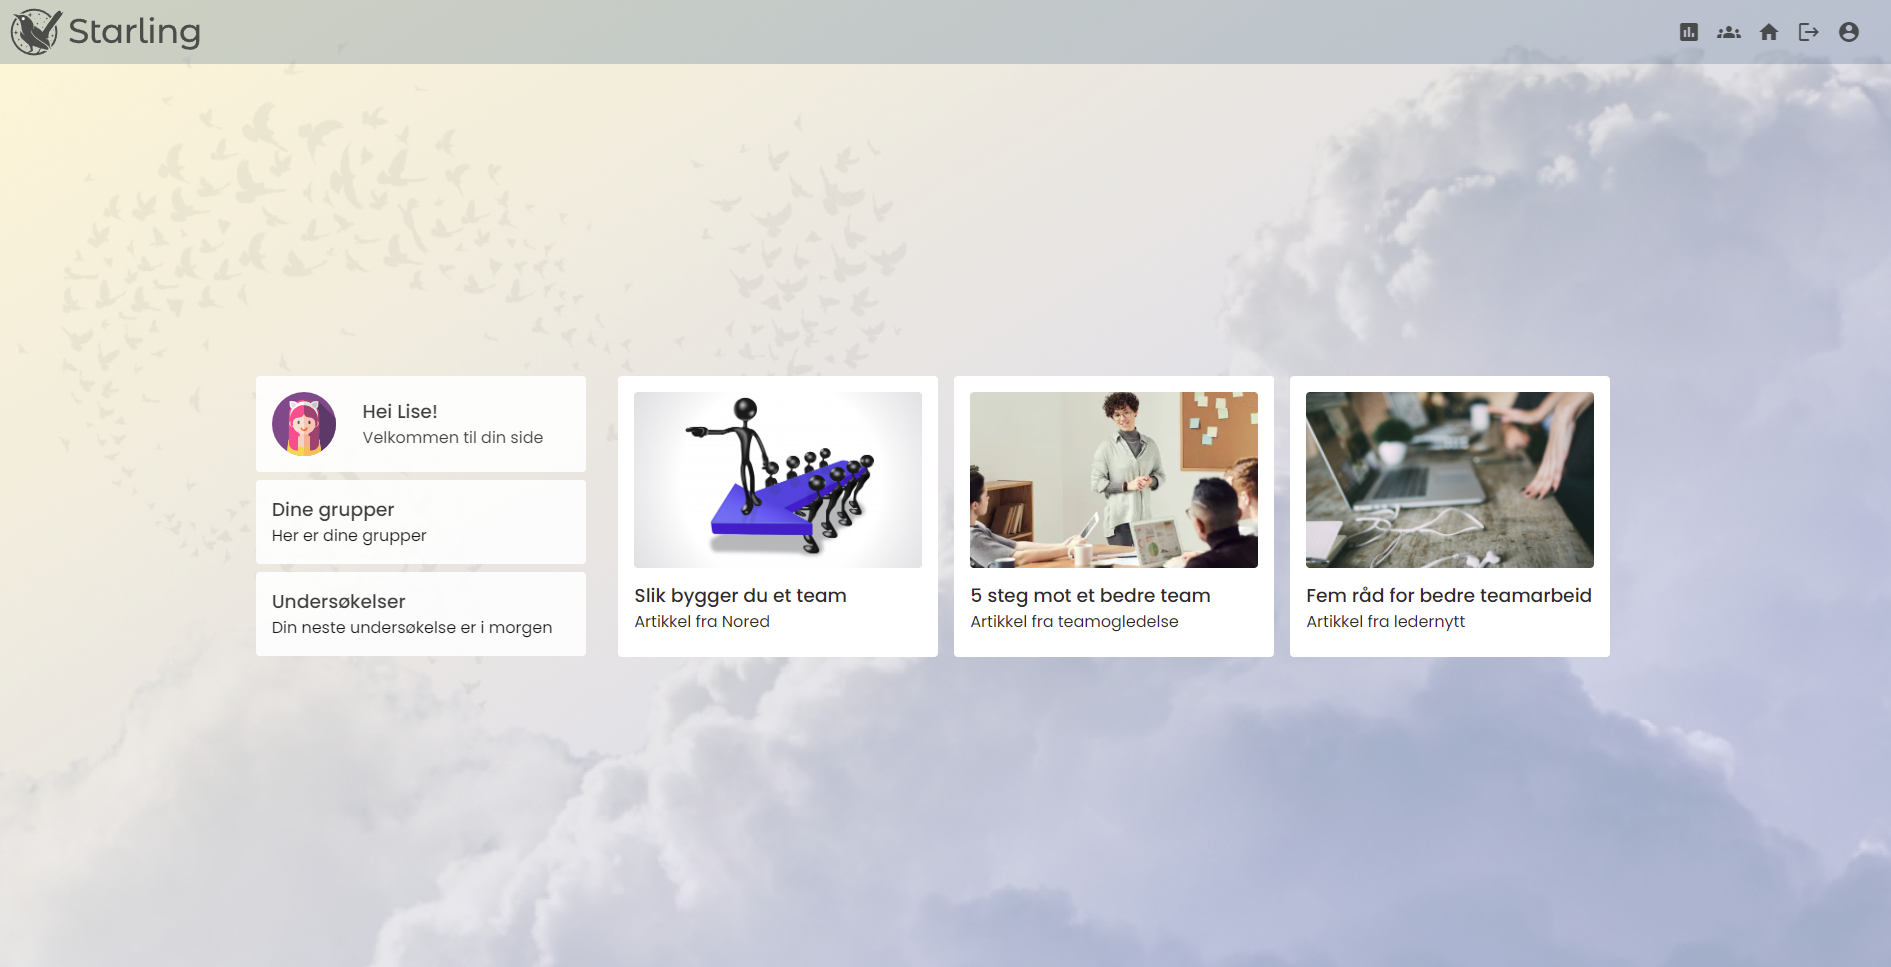 Starling
Hei Lise!
Velkommen til din side
Dine grupper
Her er dine grupper
Undersøkelser
Din neste undersøkelse er i morgen
Slik bygger du et team
Artikkel fra Nored
5 steg mot et bedre team
Artikkel fra teamogledelse
Fem råd for bedre teamarbeid
Artikkel fra ledernytt